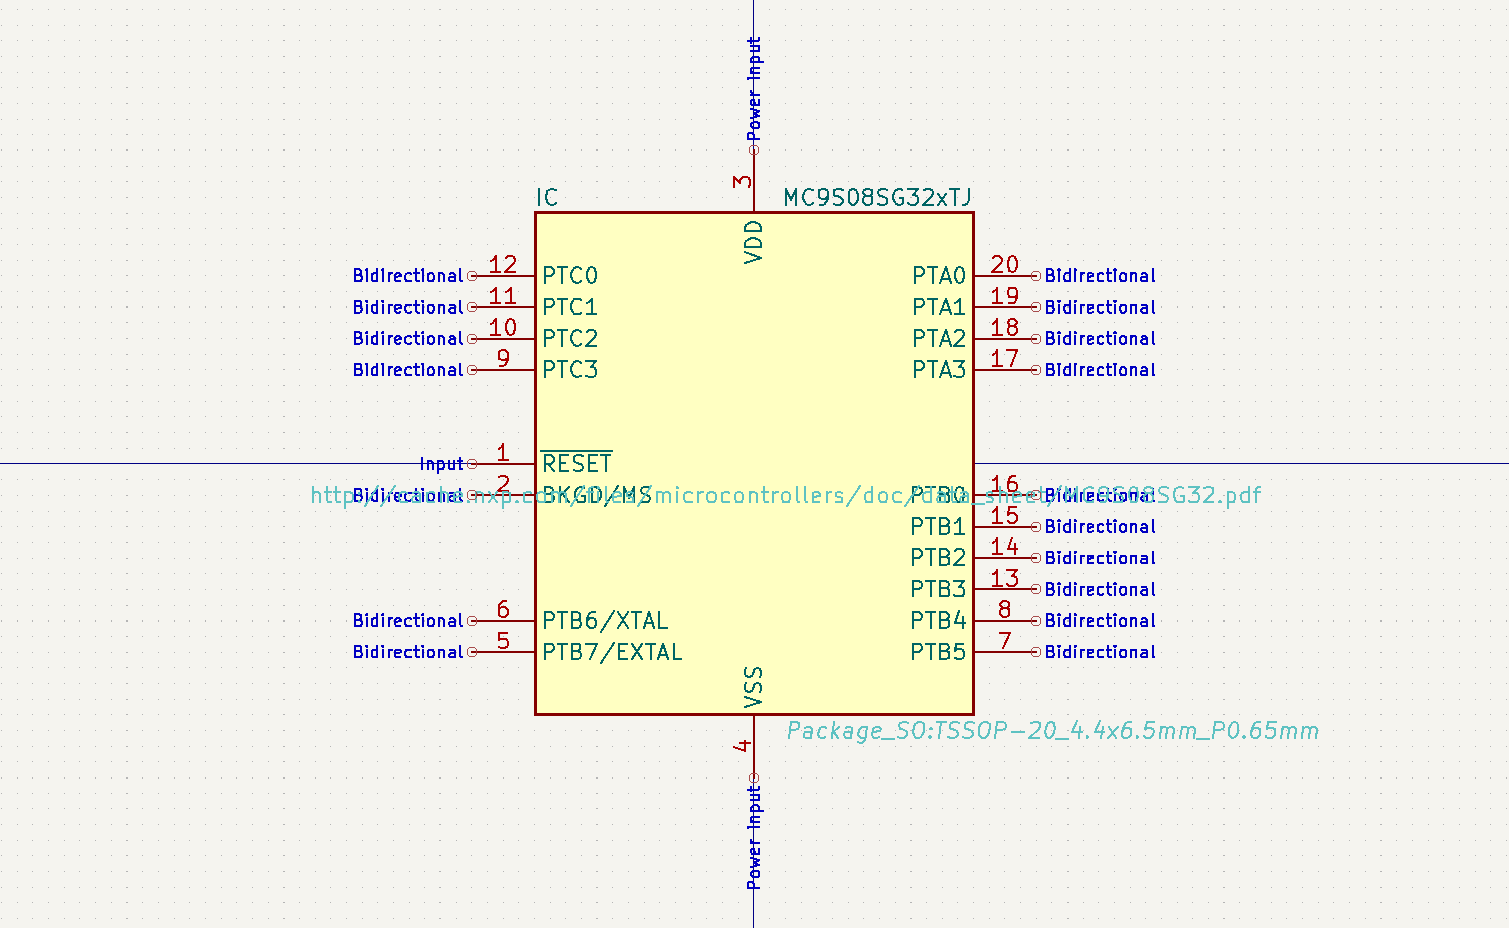 Power Input
3
IC MC9S08SG32xTJ
VDD
Bidirectional 12 PTC0 PTA0 20 Bidirectional
Bidirectional 11 PTC1 PTA1 19 Bidirectional
Bidirectional 10 PTC2 PTA2 18 Bidirectional
Bidirectional 9 PTC3 PTA3 17 Bidirectional
Input 1 RESET
Bidirectional 2 BKGD/MS PTB0 16 Bidirectional
http://cache.nxp.com/files/microcontrollers/doc/data_sheet/MC9S08SG32.pdf
PTB1 15 Bidirectional
PTB2 14 Bidirectional
PTB3 13 Bidirectional
Bidirectional 6 PTB6/XTAL PTB4 8 Bidirectional
Bidirectional 5 PTB7/EXTAL PTB5 7 Bidirectional
VSS
Package_SO:TSSOP-20_4.4x6.5mm_P0.65mm
4
Power Input